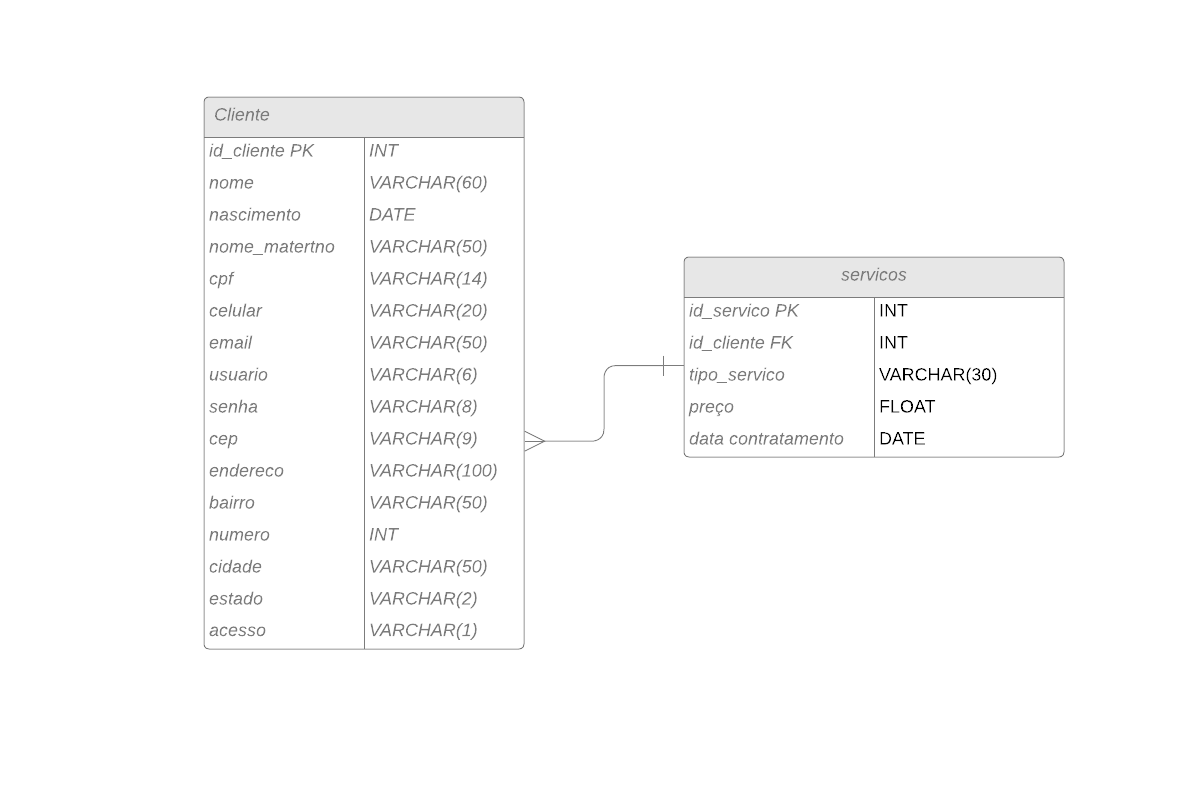 Cliente
id_cliente PK INT
nome VARCHAR(60)
nascimento DATE
nome_matertno VARCHAR(50)
cpf VARCHAR(14)
celular VARCHAR(20)
email VARCHAR(50)
usuario VARCHAR(6)
senha VARCHAR(8)
cep VARCHAR(9)
endereco VARCHAR(100)
bairro VARCHAR(50)
numero INT
cidade VARCHAR(50)
estado VARCHAR(2)
acesso VARCHAR(1)
servicos
id_servico PK INT
id_cliente FK INT
tipo_servico VARCHAR(30)
preço FLOAT
data contratamento DATE